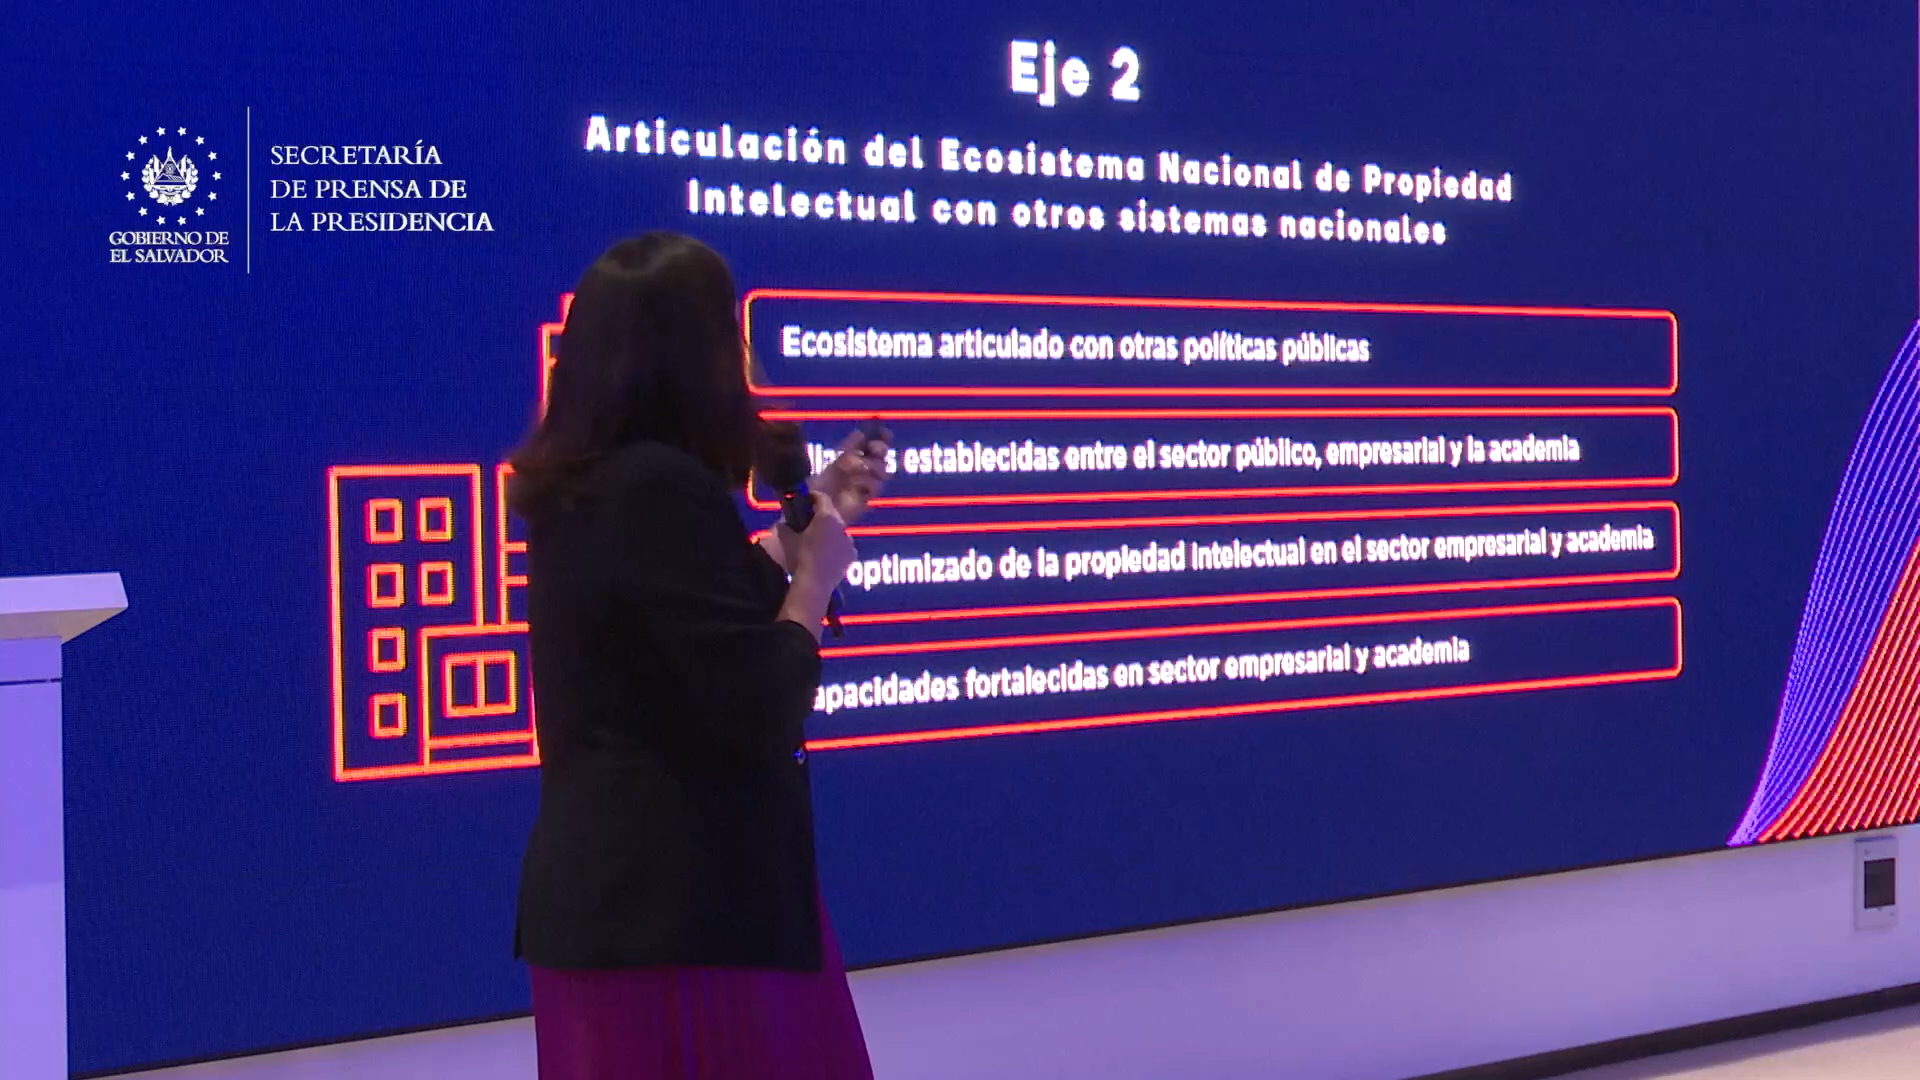 GOBIERNO DE
EL SALVADOR
SECRETARÍA
DE PRENSA DE
LA PRESIDENCIA
Eje 2
Articulación del Ecosistema Nacional de Propiedad
Intelectual con otros sistemas nacionales
Ecosistema articulado con otras políticas públicas
establecidas entre el sector público, empresarial y la academia
optimizado de la propiedad intelectual en el sector empresarial y academia
apacidades fortalecidas en sector empresarial y academia